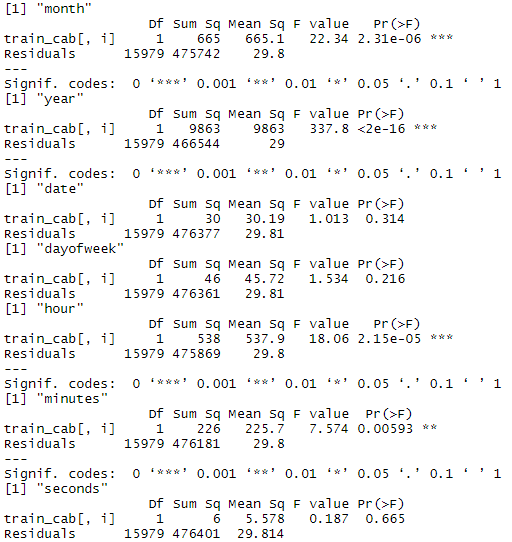 [1] "month"
                Df Sum Sq Mean Sq F value   Pr(>F)
train_cab[, i]    1    665   665.1   22.34 2.31e-06 ***
Residuals     15979 475742    29.8
---
Signif. codes:  0 ‘***’ 0.001 ‘**’ 0.01 ‘*’ 0.05 ‘.’ 0.1 ‘ ’ 1
[1] "year"
                Df Sum Sq Mean Sq F value Pr(>F)
train_cab[, i]    1   9863    9863   337.8 <2e-16 ***
Residuals     15979 466544      29
---
Signif. codes:  0 ‘***’ 0.001 ‘**’ 0.01 ‘*’ 0.05 ‘.’ 0.1 ‘ ’ 1
[1] "date"
                Df Sum Sq Mean Sq F value Pr(>F)
train_cab[, i]    1     30   30.19   1.013  0.314
Residuals     15979 476377   29.81
[1] "dayofweek"
                Df Sum Sq Mean Sq F value Pr(>F)
train_cab[, i]    1     46   45.72   1.534  0.216
Residuals     15979 476361   29.81
[1] "hour"
                Df Sum Sq Mean Sq F value   Pr(>F)
train_cab[, i]    1    538   537.9   18.06 2.15e-05 ***
Residuals     15979 475869    29.8
---
Signif. codes:  0 ‘***’ 0.001 ‘**’ 0.01 ‘*’ 0.05 ‘.’ 0.1 ‘ ’ 1
[1] "minutes"
                Df Sum Sq Mean Sq F value  Pr(>F)
train_cab[, i]    1    226   225.7   7.574 0.00593 **
Residuals     15979 476181    29.8
---
Signif. codes:  0 ‘***’ 0.001 ‘**’ 0.01 ‘*’ 0.05 ‘.’ 0.1 ‘ ’ 1
[1] "seconds"
                Df Sum Sq Mean Sq F value Pr(>F)
train_cab[, i]    1      6   5.578   0.187  0.665
Residuals     15979 476401  29.814